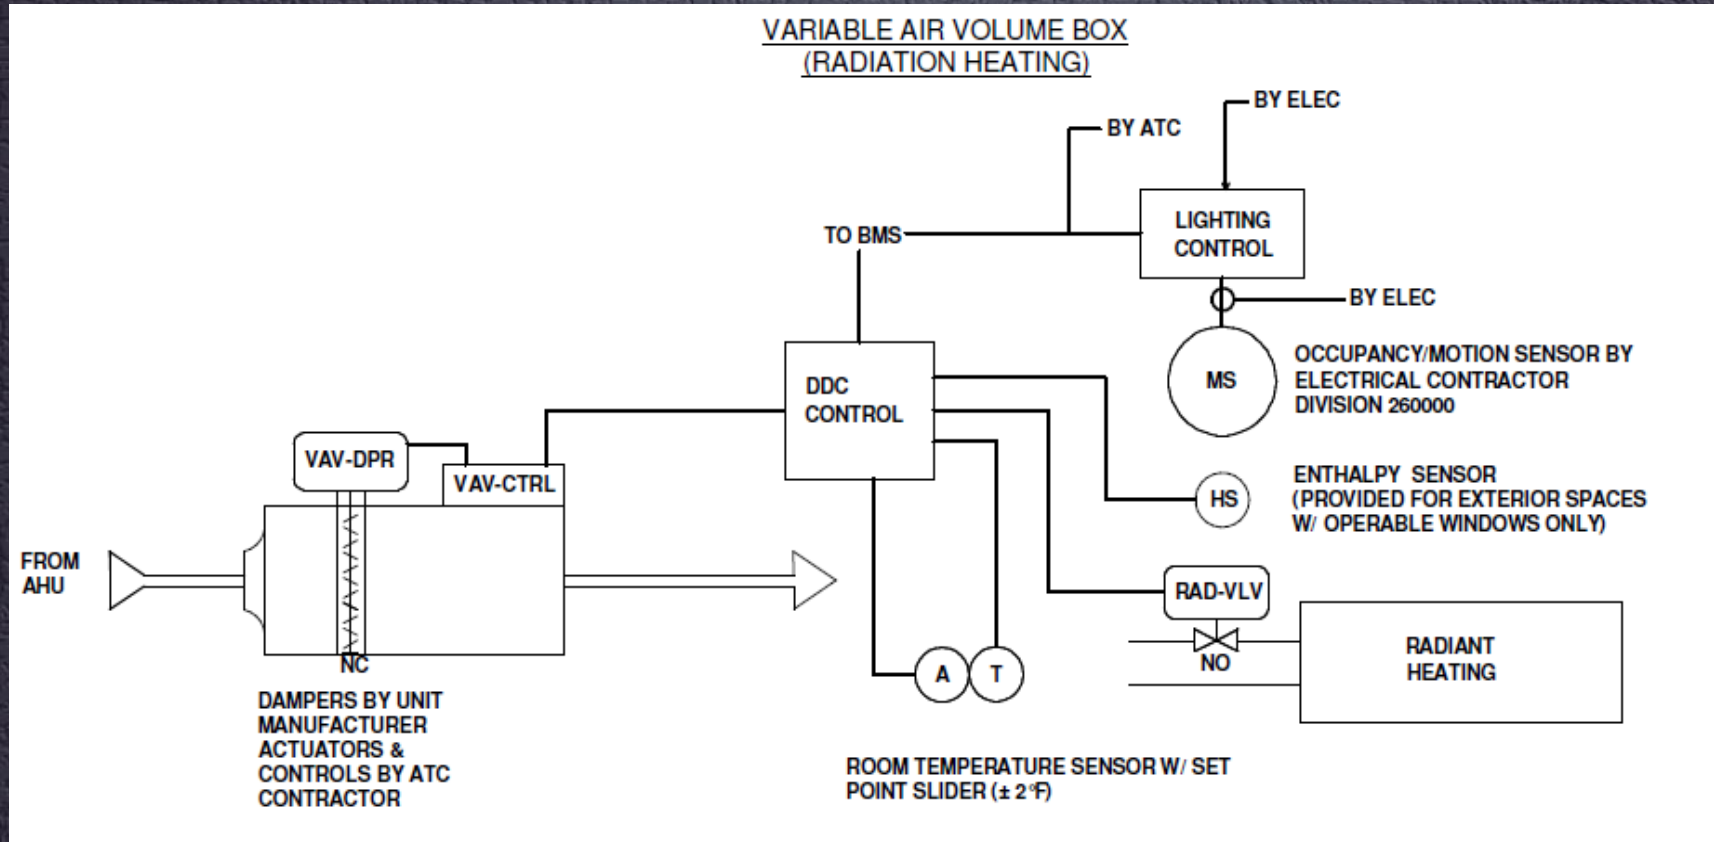 VARIABLE AIR VOLUME BOX
(RADIATION HEATING)
BY ELEC
BY ATC
LIGHTING
CONTROL
TO BMS
BY ELEC
MS
OCCUPANCY/MOTION SENSOR BY
ELECTRICAL CONTRACTOR
DIVISION 260000
DDC
CONTROL
VAV-DPR
VAV-CTRL
HS
ENTHALPY SENSOR
(PROVIDED FOR EXTERIOR SPACES
W/ OPERABLE WINDOWS ONLY)
FROM
AHU
RAD-VLV
NO
RADIANT
HEATING
A
T
NC
DAMPERS BY UNIT
MANUFACTURER
ACTUATORS &
CONTROLS BY ATC
CONTRACTOR
ROOM TEMPERATURE SENSOR W/ SET
POINT SLIDER (± 2°F)